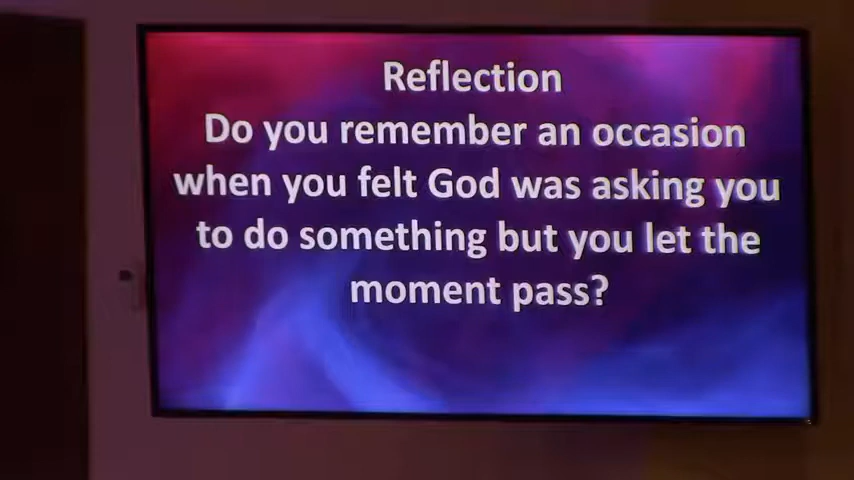 Reflection
Do you remember an occasion
when you felt God was asking you
to do something but you let the
moment pass?